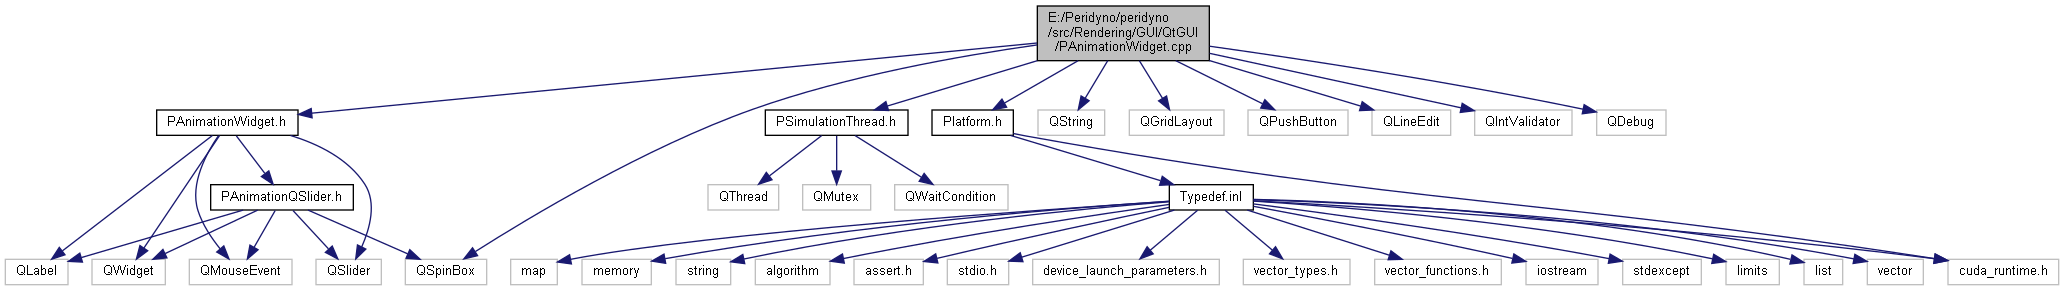 E:/Peridyno/peridyno
/src/Rendering/GUI/QtGUI
/PAnimationWidget.cpp
PAnimationWidget.h
PSimulationThread.h
Platform.h
QString
QGridLayout
QPushButton
QLineEdit
QIntValidator
QDebug
PAnimationQSlider.h
QThread
QMutex
QWaitCondition
Typedef.inl
QLabel
QWidget
QMouseEvent
QSlider
QSpinBox
map
memory
string
algorithm
assert.h
stdio.h
device_launch_parameters.h
vector_types.h
vector_functions.h
iostream
stdexcept
limits
list
vector
cuda_runtime.h